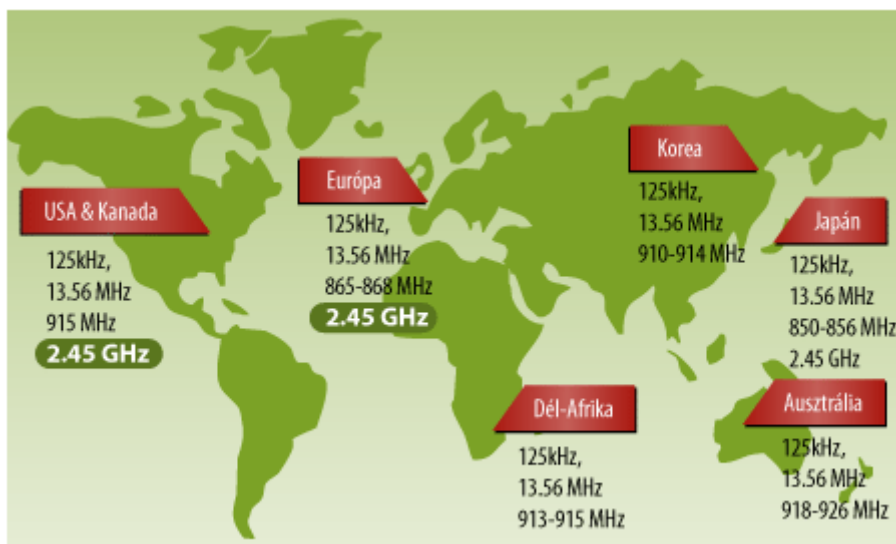 USA & Kanada
125kHz,
13.56 MHz
915 MHz
2.45 GHz
Európa
125kHz,
13.56 MHz
865-868 MHz
2.45 GHz
Korea
125kHz,
13.56 MHz
910-914 MHz
Japán
125kHz,
13.56 MHz
850-856 MHz
2.45 GHz
Dél-Afrika
125kHz,
13.56 MHz
913-915 MHz
Ausztrália
125kHz,
13.56 MHz
918-926 MHz